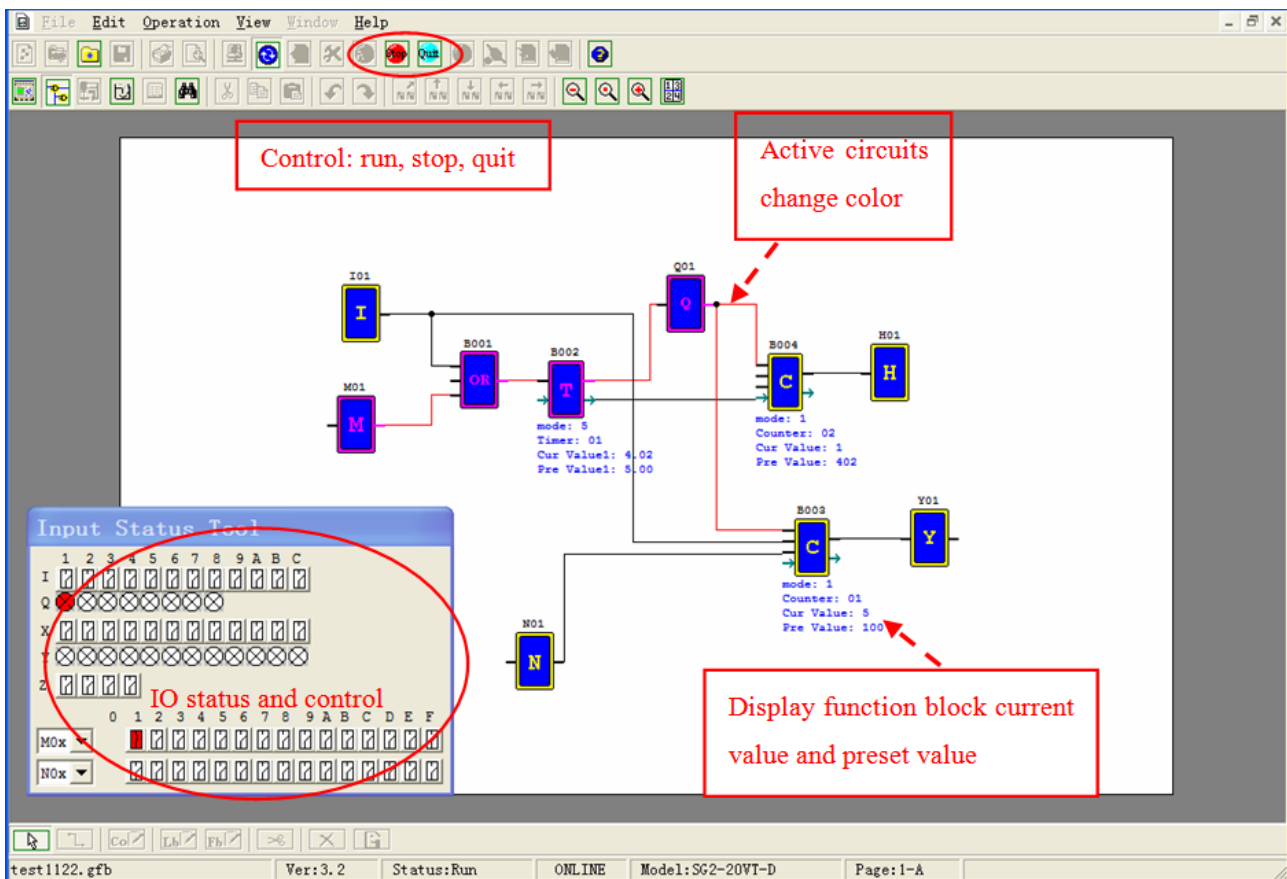 File Edit Operation View Window Help
Stop Quit
Control: run, stop, quit
Active circuits
change color
I01
I
M01
M
B001
OR
B002
T
mode: 5
Timer: 01
Cur Value1: 4.02
Pre Value1: 5.00
Q01
Q
B004
C
mode: 1
Counter: 02
Cur Value: 1
Pre Value: 402
H01
H
B003
C
mode: 1
Counter: 01
Cur Value: 5
Pre Value: 100
Y01
Y
N01
N
Display function block current
value and preset value
Input Status Tool
1 2 3 4 5 6 7 8 9 A B C
I
Q
X
Y
Z
IO status and control
0 1 2 3 4 5 6 7 8 9 A B C D E F
M0x
N0x
Co Lb Fb
test1122.gfb Ver:3.2 Status:Run ONLINE Model:SG2-20VT-D Page:1-A